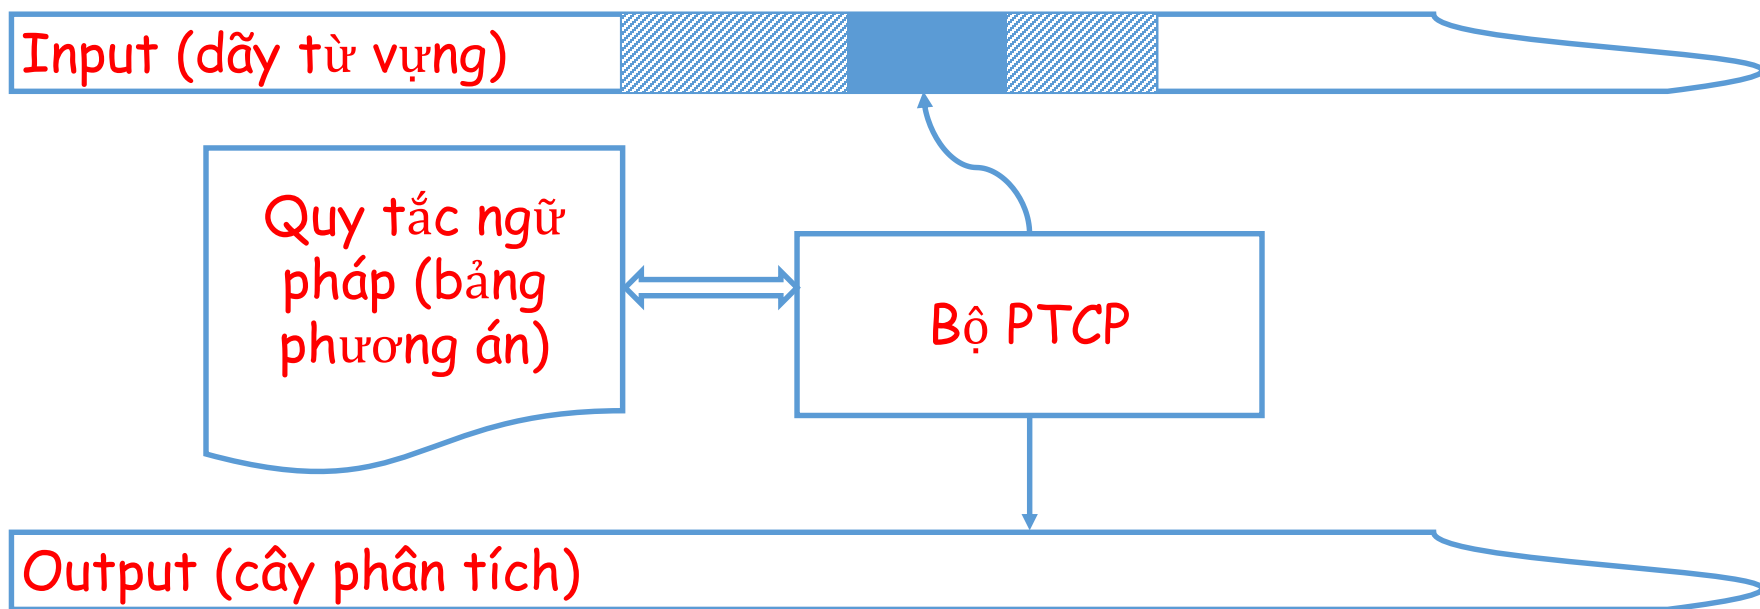 Input (dãy từ vựng)
Quy tắc ngữ
pháp (bảng
phương án)
Bộ PTCP
Output (cây phân tích)